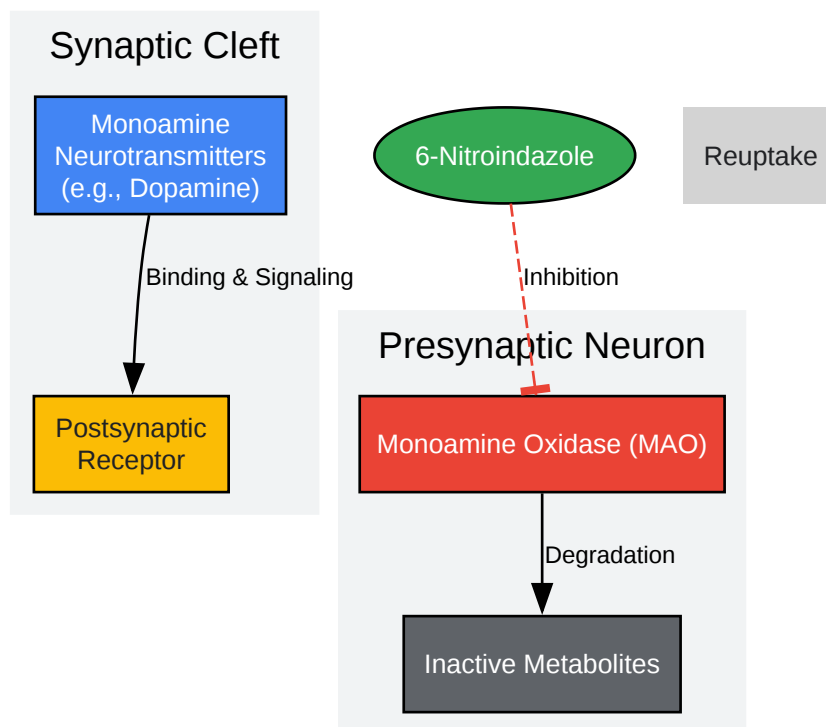 Synaptic Cleft
Monoamine
Neurotransmitters
(e.g., Dopamine)
6-Nitroindazole
Reuptake
Binding & Signaling
Inhibition
Presynaptic Neuron
Postsynaptic
Receptor
Monoamine Oxidase (MAO)
Degradation
Inactive Metabolites